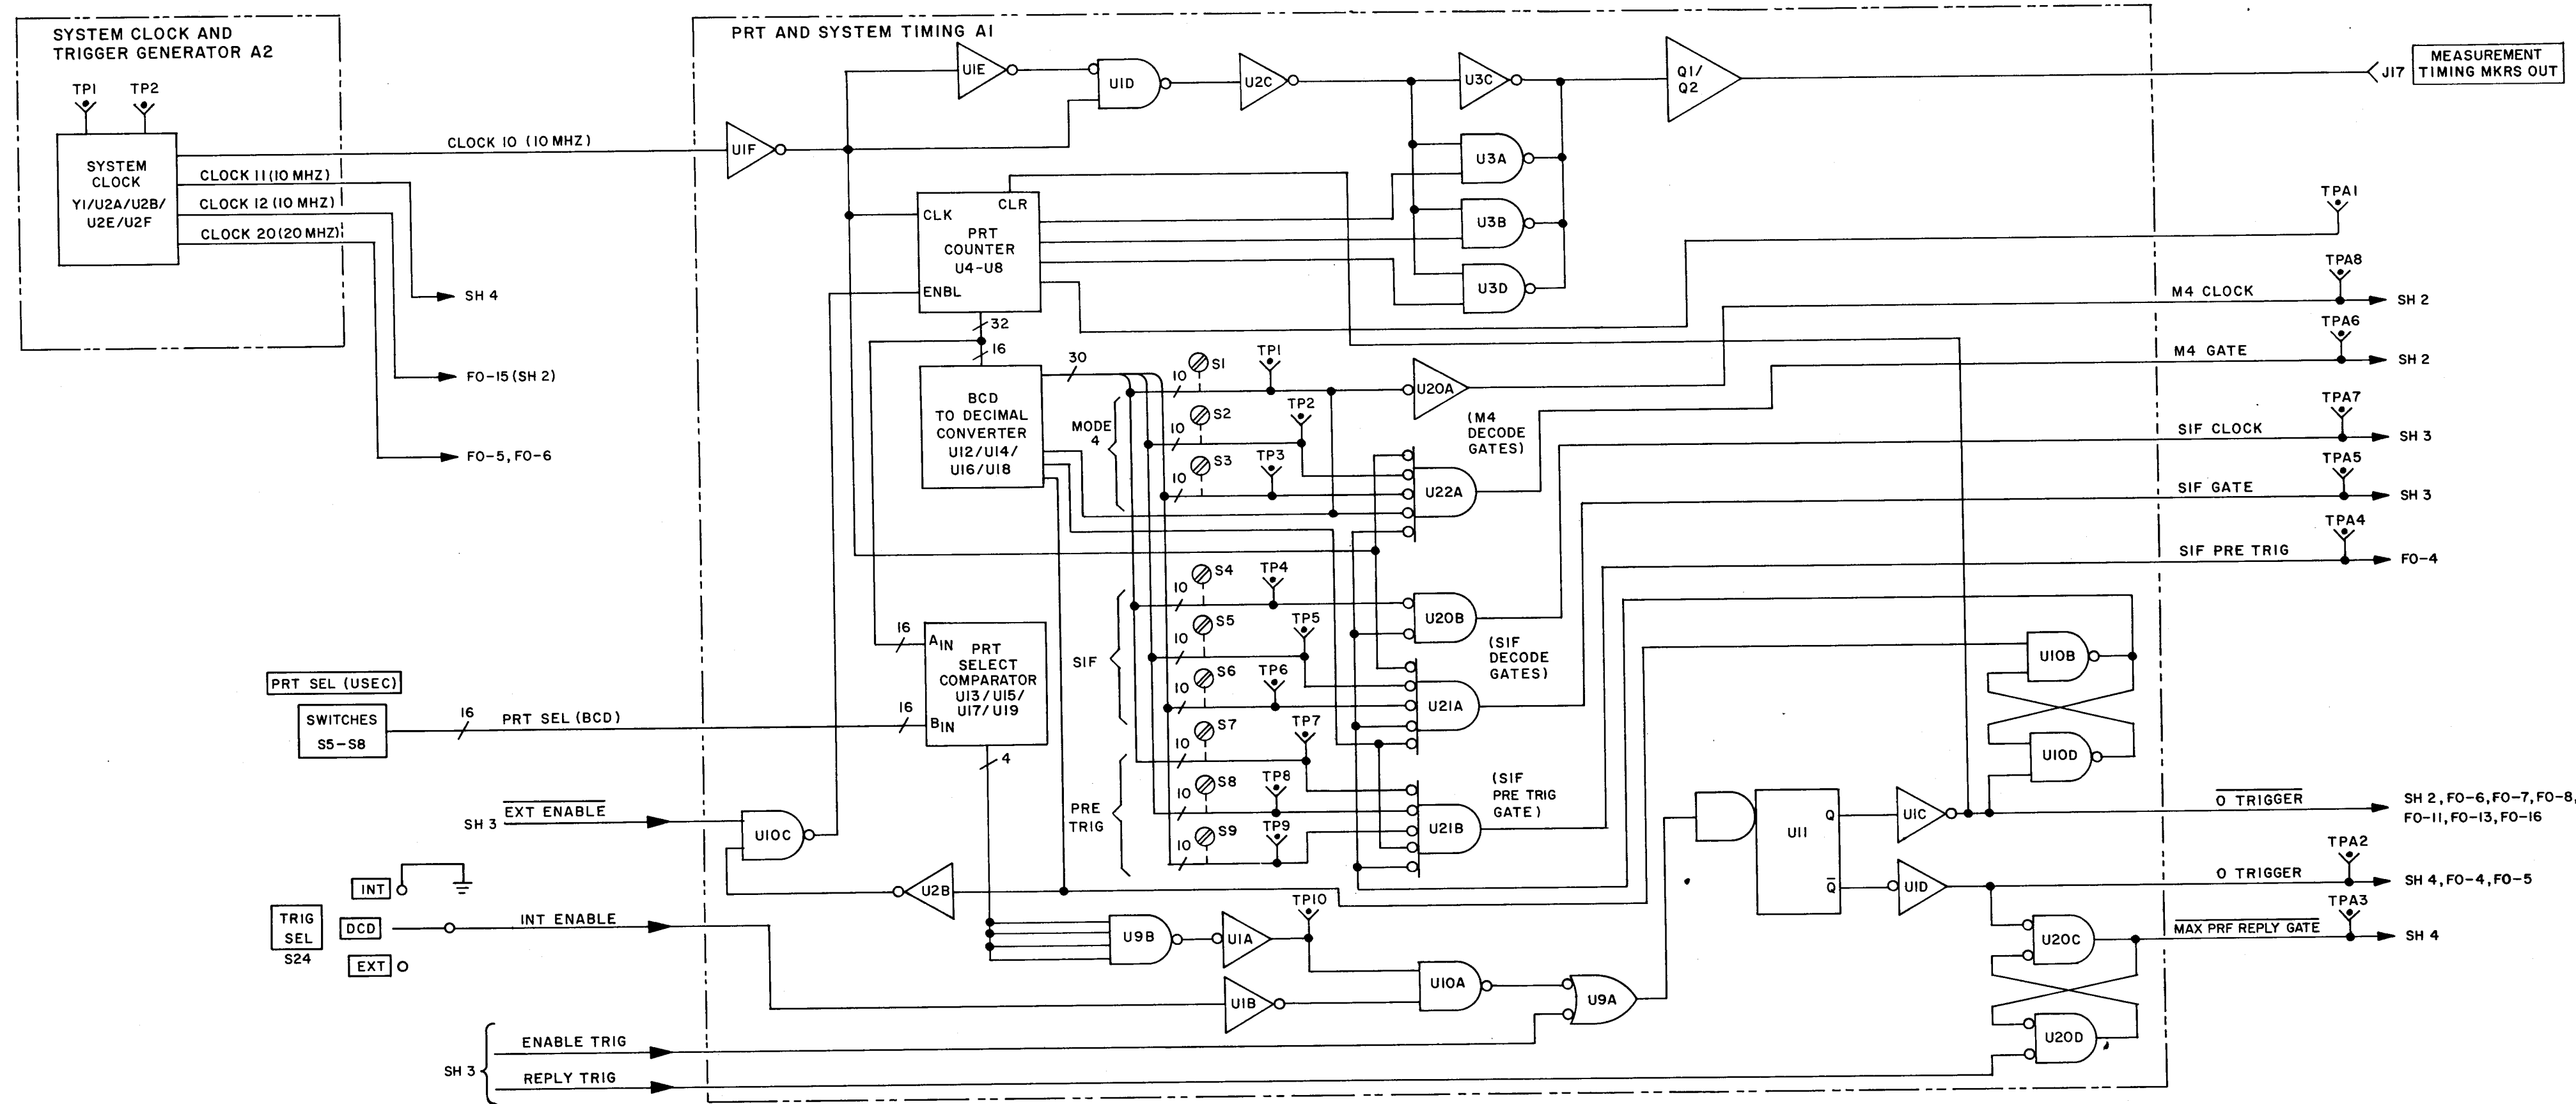 SYSTEM CLOCK AND
TRIGGER GENERATOR A2
TP1
TP2
SYSTEM
CLOCK
Y1/U2A/U2B/
U2E/U2F
CLOCK 10 (10 MHZ)
CLOCK 11 (10 MHZ)
CLOCK 12 (10 MHZ)
CLOCK 20 (20 MHZ)
SH 4
FO-15 (SH 2)
FO-5, FO-6
PRT AND SYSTEM TIMING A1
U1F
U1E
U1D
U2C
U3C
U3A
U3B
U3D
Q1/
Q2
J17
MEASUREMENT
TIMING MKRS OUT
CLR
CLK
PRT
COUNTER
U4-U8
ENBL
32
16
BCD
TO DECIMAL
CONVERTER
U12/U14/
U16/U18
30
MODE
4
10
S1
TP1
10
S2
TP2
10
S3
TP3
U20A
(M4
DECODE
GATES)
U22A
TPA1
TPA8
M4 CLOCK
SH 2
TPA6
M4 GATE
SH 2
TPA7
SIF CLOCK
SH 3
TPA5
SIF GATE
SH 3
TPA4
SIF PRE TRIG
FO-4
SIF
10
S4
TP4
10
S5
TP5
10
S6
TP6
U20B
(SIF
DECODE
GATES)
U21A
PRE
TRIG
10
S7
TP7
10
S8
TP8
10
S9
TP9
(SIF
PRE TRIG
GATE)
U21B
16
A IN
PRT
SELECT
COMPARATOR
U13/U15/
U17/U19
16
B IN
4
PRT SEL (USEC)
SWITCHES
S5-S8
16
PRT SEL (BCD)
SH 3
EXT ENABLE
U10C
U2B
INT
TRIG
SEL
S24
DCD
EXT
INT ENABLE
U9B
U1A
TP10
U1B
U10A
U9A
U11
Q
Q̅
U1C
U1D
U10B
U10D
O TRIGGER
SH 2, FO-6, FO-7, FO-8,
FO-11, FO-13, FO-16
TPA2
O TRIGGER
SH 4, FO-4, FO-5
TPA3
MAX PRF REPLY GATE
SH 4
U20C
U20D
SH 3
ENABLE TRIG
REPLY TRIG